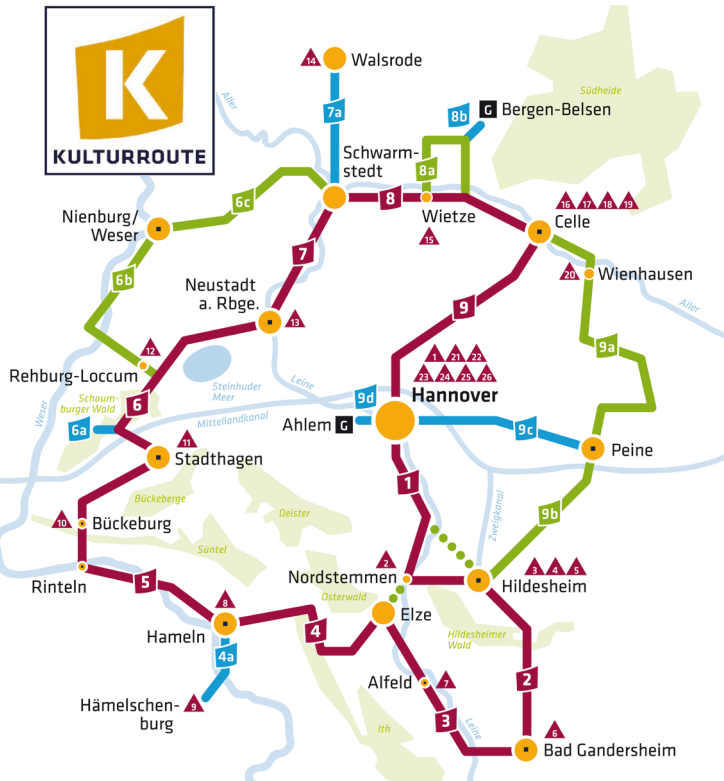 K
KULTURROUTE
14
Walsrode
Aller
7a
Südheide
8b
G
Bergen-Belsen
Schwarm-
stedt
8a
6c
8
Wietze
15
16 17 18 19
Celle
Nienburg/
Weser
7
6b
Neustadt
a. Rbge.
13
20
Wienhausen
Aller
9
9a
12
Rehburg-Loccum
Steinhuder
Meer
Leine
1 21 22
23 24 25 26
Hannover
9d
Schaum-
burger Wald
6
6a
Weser
Mittellandkanal
Ahlem
G
9c
Peine
11
Stadthagen
1
Zweigkanal
9b
Bückeberge
Deister
10
Bückeburg
Süntel
2
Nordstemmen
3 4 5
Hildesheim
Rinteln
5
Osterwald
8
Hameln
4
Elze
Hildesheimer
Wald
4a
Alfeld
7
2
Hämelschen-
burg
9
3
Leine
Ith
6
Bad Gandersheim